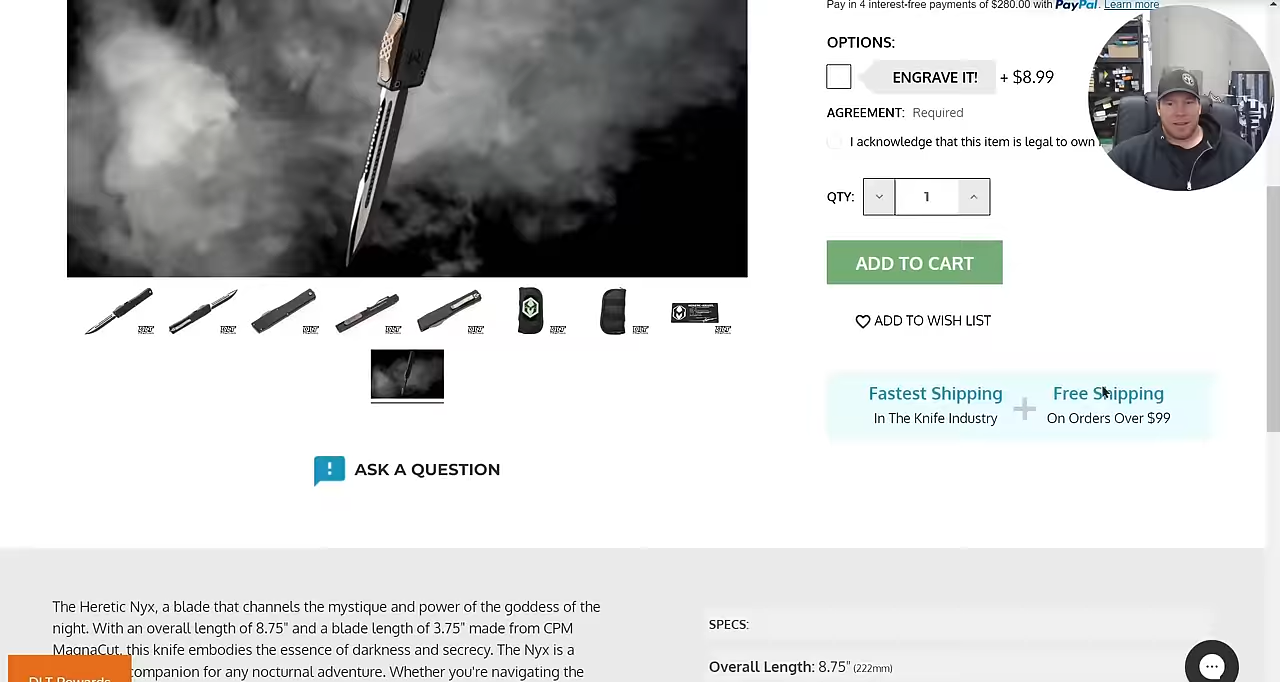 Pay in 4 interest-free payments of $280.00 with PayPal. Learn more
OPTIONS:
ENGRAVE IT! + $8.99
AGREEMENT: Required
I acknowledge that this item is legal to own
QTY: 1
ADD TO CART
ADD TO WISH LIST
Fastest Shipping
In The Knife Industry
Free Shipping
On Orders Over $99
ASK A QUESTION
The Heretic Nyx, a blade that channels the mystique and power of the goddess of the
night. With an overall length of 8.75" and a blade length of 3.75" made from CPM
MagnaCut, this knife embodies the essence of darkness and secrecy. The Nyx is a
companion for any nocturnal adventure. Whether you're navigating the
SPECS:
Overall Length: 8.75" (222mm)
DLT Rewards